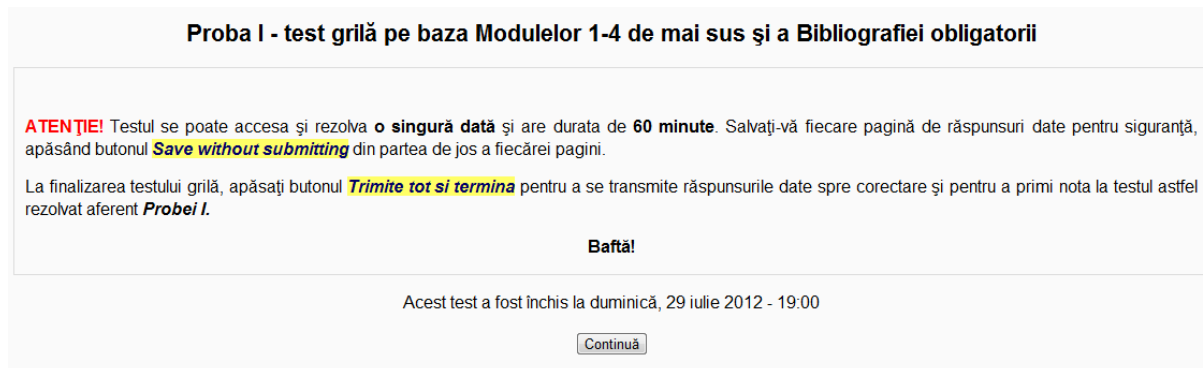 Proba I - test grilă pe baza Modulelor 1-4 de mai sus şi a Bibliografiei obligatorii
ATENŢIE! Testul se poate accesa şi rezolva o singură dată şi are durata de 60 minute. Salvaţi-vă fiecare pagină de răspunsuri date pentru siguranţă,
apăsând butonul Save without submitting din partea de jos a fiecărei pagini.
La finalizarea testului grilă, apăsaţi butonul Trimite tot si termina pentru a se transmite răspunsurile date spre corectare şi pentru a primi nota la testul astfel
rezolvat aferent Probei I.
Baftă!
Acest test a fost închis la duminică, 29 iulie 2012 - 19:00
Continuă